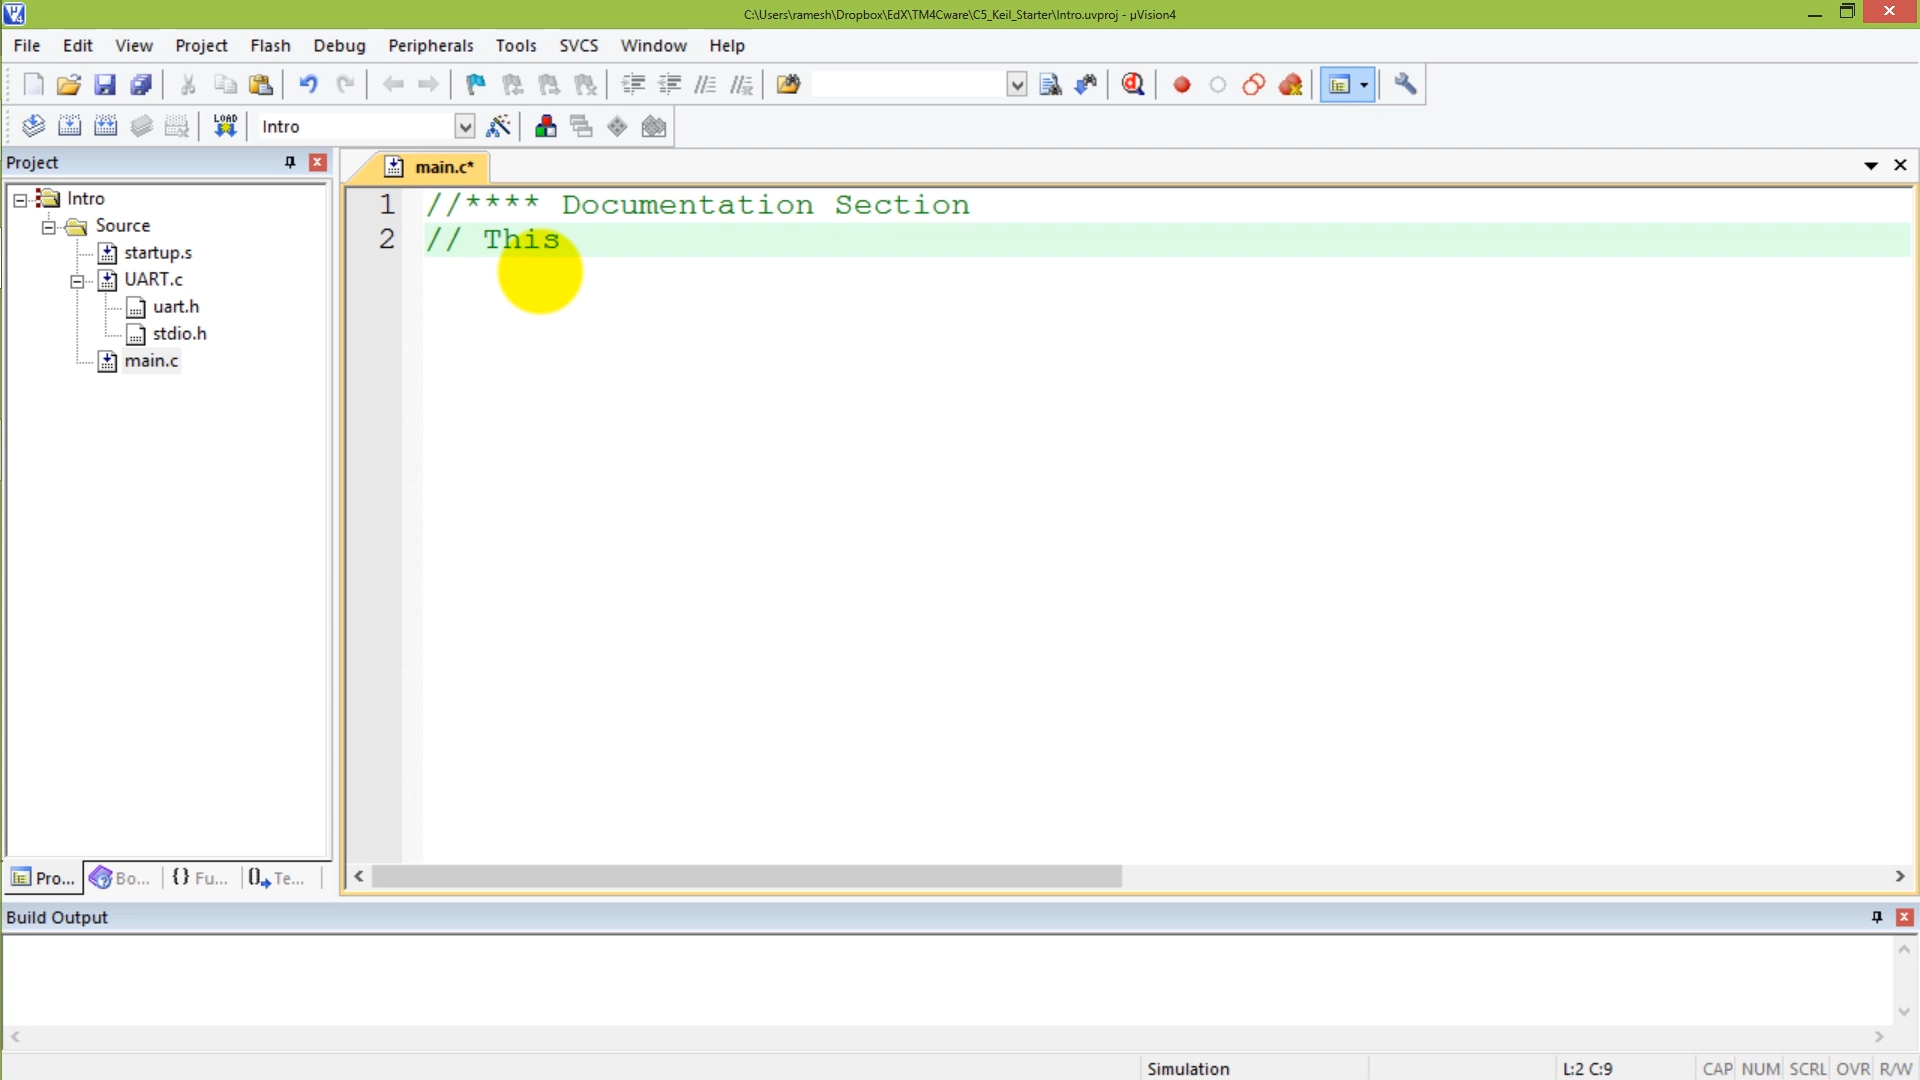 C:\Users\ramesh\Dropbox\EdX\TM4Cware\C5_Keil_Starter\Intro.uvproj - µVision4
File Edit View Project Flash Debug Peripherals Tools SVCS Window Help
LOAD Intro
Project
main.c*
Intro
Source
startup.s
UART.c
uart.h
stdio.h
main.c
1 //**** Documentation Section
2 // This
Pro... Bo... {} Fu... Te...
Build Output
Simulation L:2 C:9 CAP NUM SCRL OVR R/W